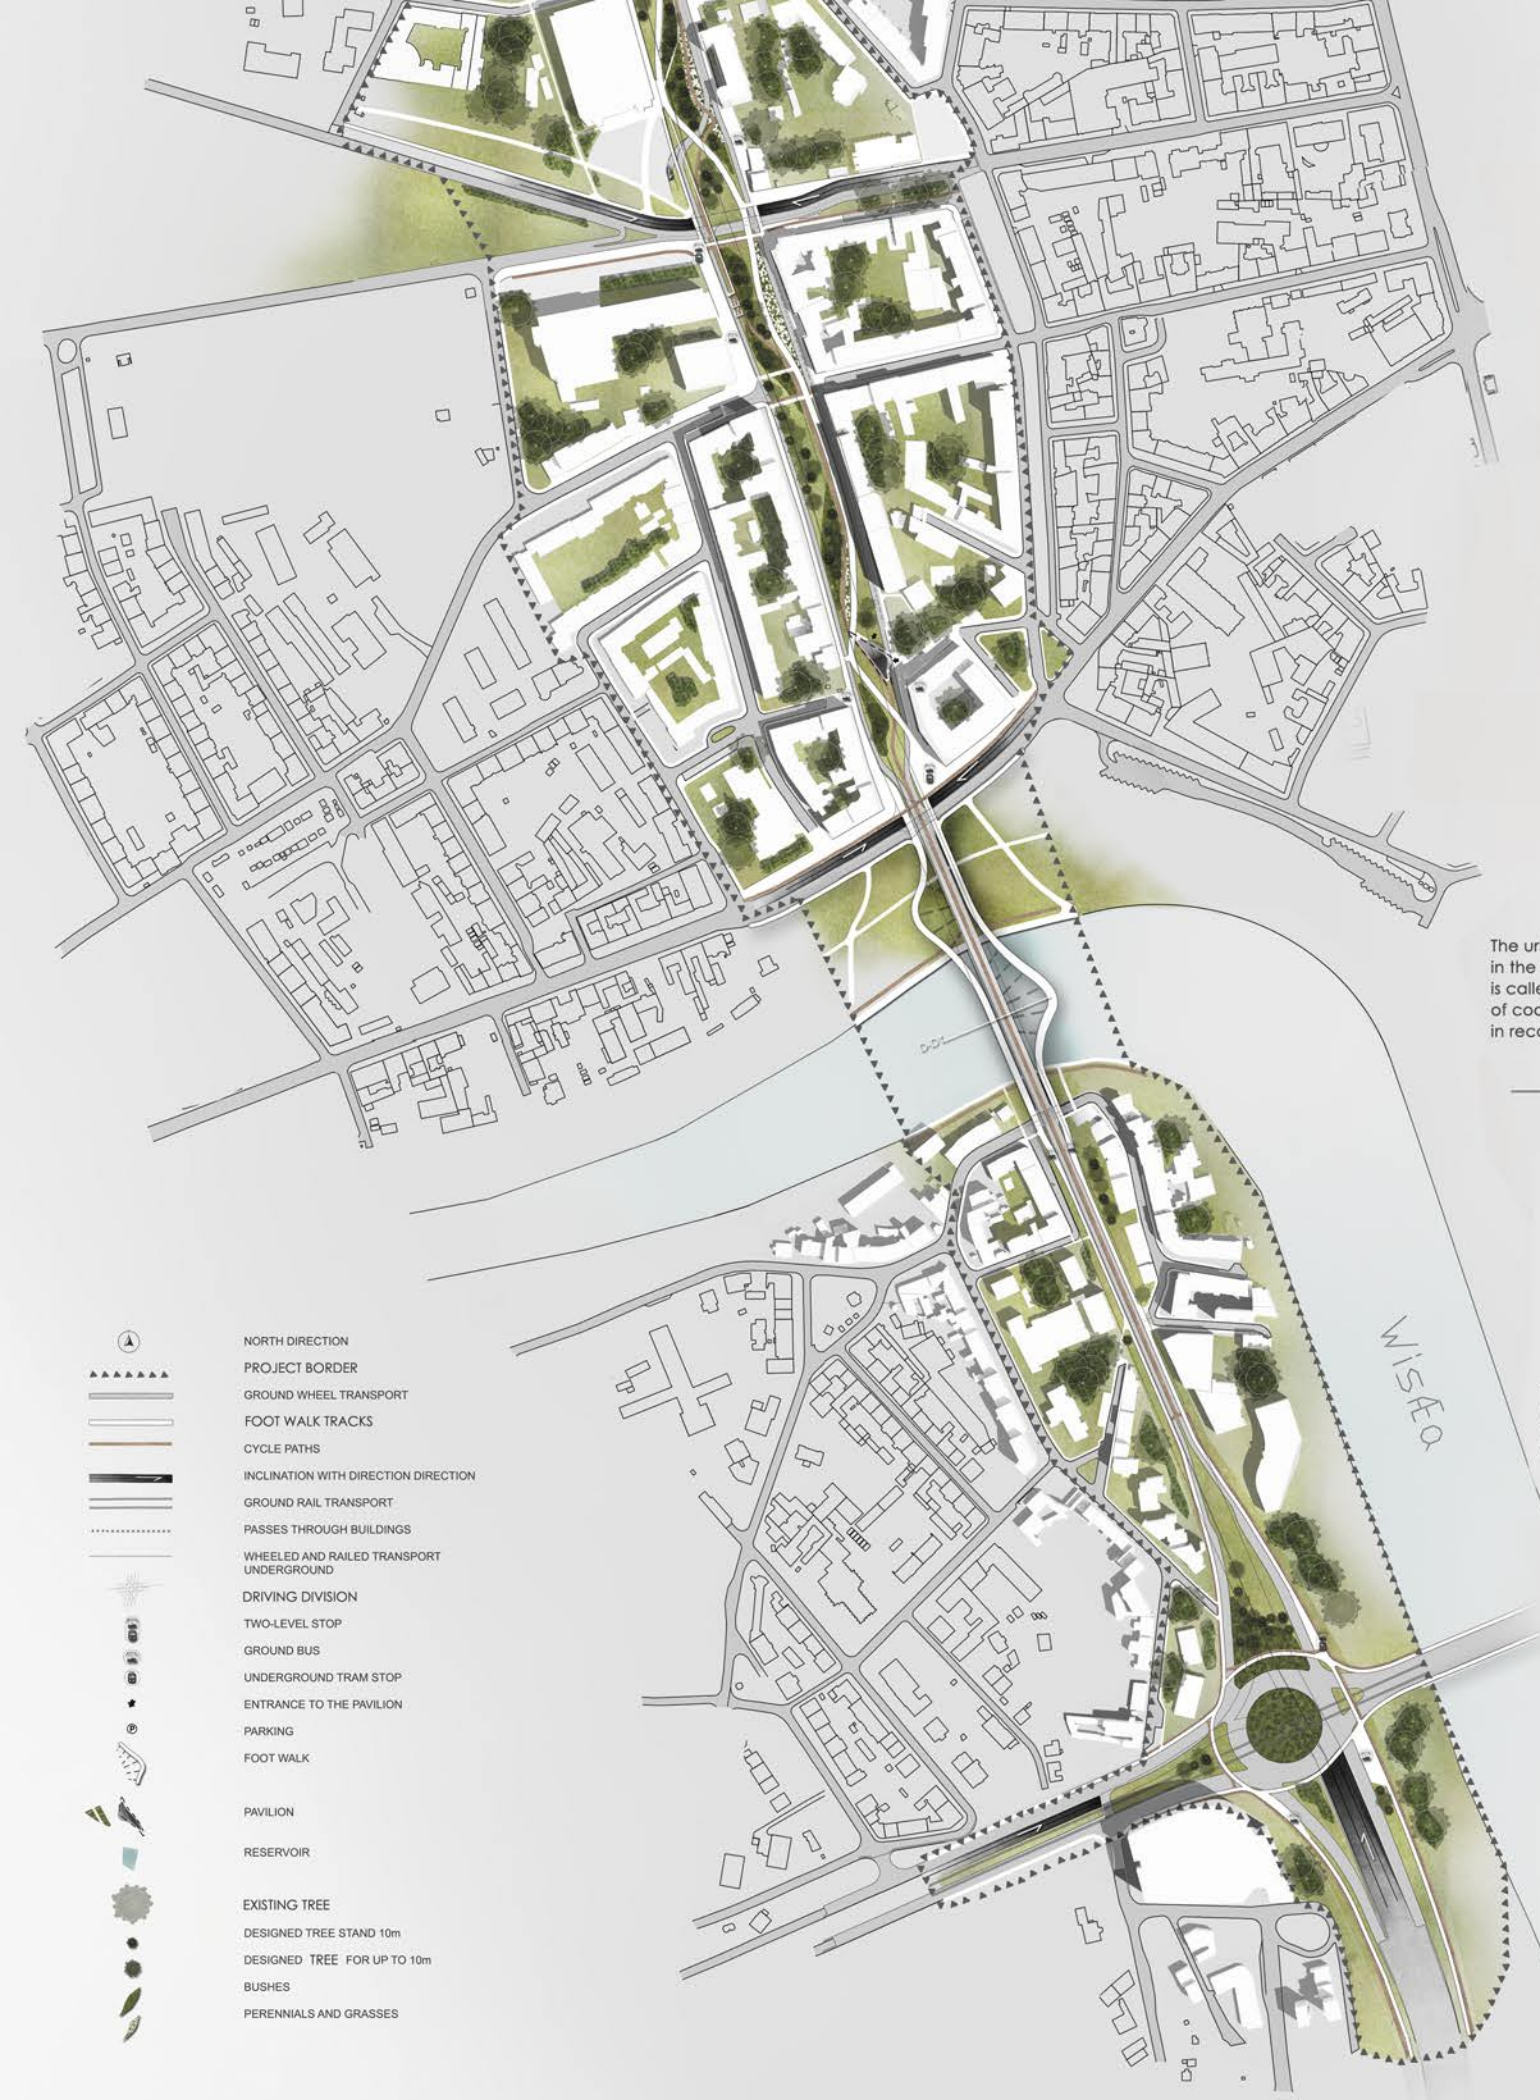 The ur
in the
is calle
of coo
in reco
D-D1
Wisła
NORTH DIRECTION
PROJECT BORDER
GROUND WHEEL TRANSPORT
FOOT WALK TRACKS
CYCLE PATHS
INCLINATION WITH DIRECTION DIRECTION
GROUND RAIL TRANSPORT
PASSES THROUGH BUILDINGS
WHEELED AND RAILED TRANSPORT
UNDERGROUND
DRIVING DIVISION
TWO-LEVEL STOP
GROUND BUS
UNDERGROUND TRAM STOP
ENTRANCE TO THE PAVILION
P
PARKING
FOOT WALK
PAVILION
RESERVOIR
EXISTING TREE
DESIGNED TREE STAND 10m
DESIGNED TREE FOR UP TO 10m
BUSHES
PERENNIALS AND GRASSES